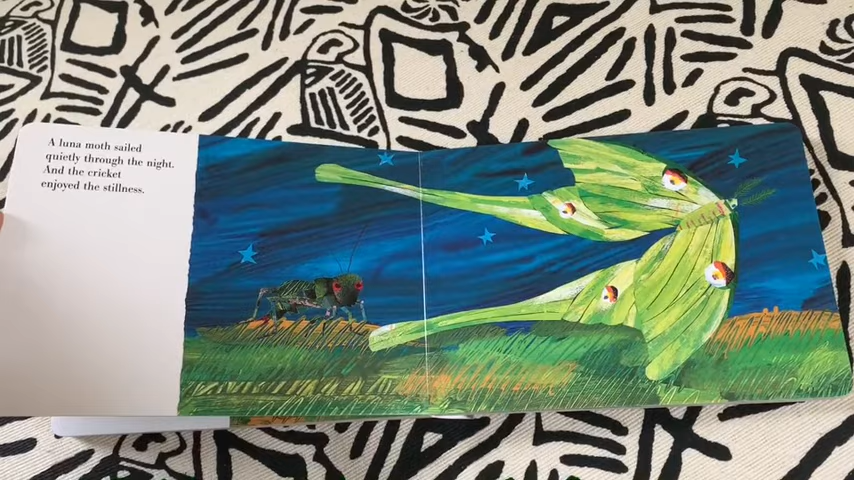 A luna moth sailed
quietly through the night.
And the cricket
enjoyed the stillness.